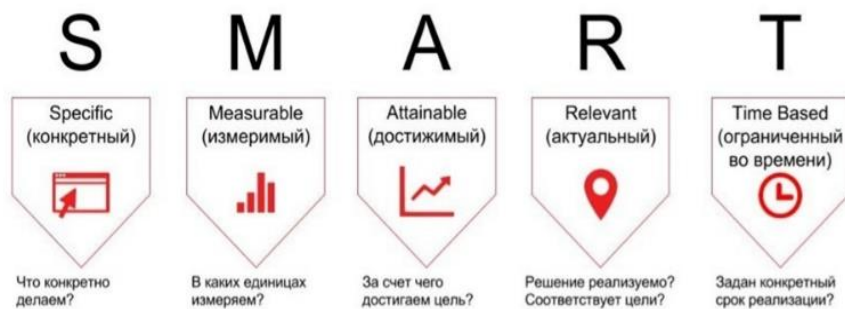 S M A R T
Specific
(конкретный)
Measurable
(измеримый)
Attainable
(достижимый)
Relevant
(актуальный)
Time Based
(ограниченный
во времени)
Что конкретно
делаем?
В каких единицах
измеряем?
За счет чего
достигаем цель?
Решение реализуемо?
Соответствует цели?
Задан конкретный
срок реализации?